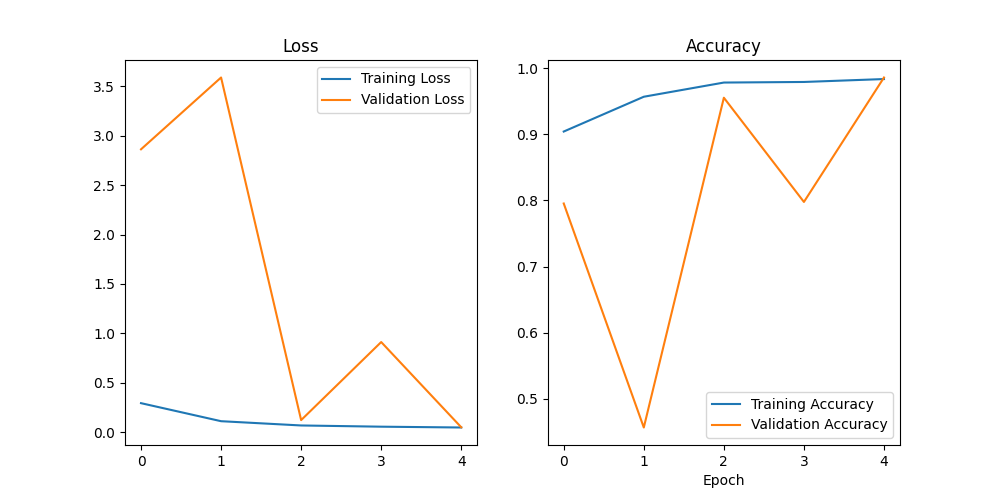 Loss
3.5
3.0
2.5
2.0
1.5
1.0
0.5
0.0
0 1 2 3 4
Training Loss
Validation Loss
Accuracy
1.0
0.9
0.8
0.7
0.6
0.5
0 1 2 3 4
Epoch
Training Accuracy
Validation Accuracy